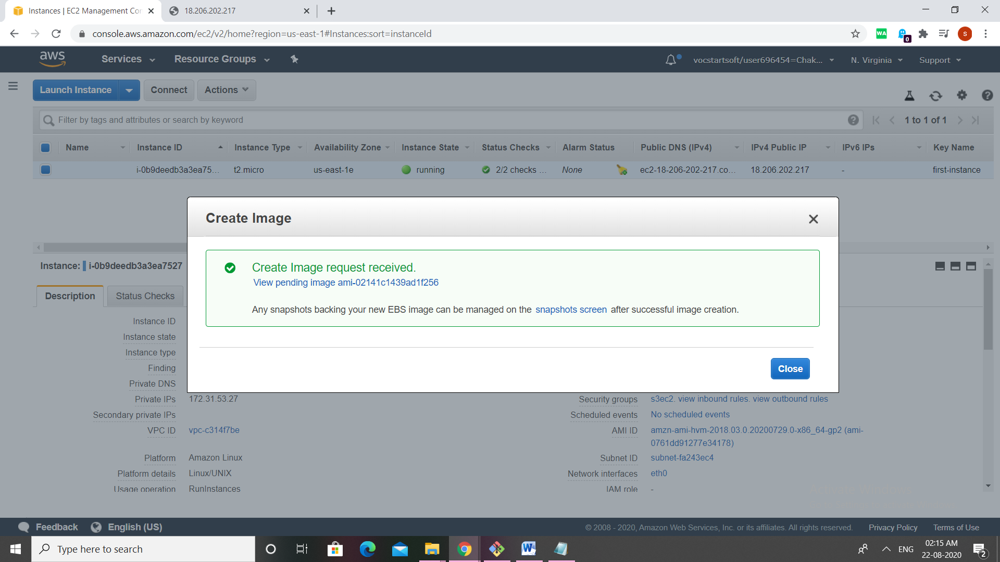 Instances | EC2 Management Con
18.206.202.217
console.aws.amazon.com/ec2/v2/home?region=us-east-1#Instances:sort=instanceId
WA
0
s
aws
Services
Resource Groups
vocstartsoft/user696454=Chak...
N. Virginia
Support
Launch Instance
Connect
Actions
Filter by tags and attributes or search by keyword
1 to 1 of 1
Name
Instance ID
Instance Type
Availability Zone
Instance State
Status Checks
Alarm Status
Public DNS (IPv4)
IPv4 Public IP
IPv6 IPs
Key Name
i-0b9deedb3a3ea75...
t2.micro
us-east-1e
running
2/2 checks ...
None
ec2-18-206-202-217.co...
18.206.202.217
-
first-instance
Create Image
Create Image request received.
View pending image ami-02141c1439ad1f256
Any snapshots backing your new EBS image can be managed on the snapshots screen after successful image creation.
Close
Instance: i-0b9deedb3a3ea7527
Description
Status Checks
Instance ID
Instance state
Instance type
Finding
Private DNS
Private IPs 172.31.53.27
Secondary private IPs
VPC ID vpc-c314f7be
Platform Amazon Linux
Platform details Linux/UNIX
Usage operation RunInstances
Security groups s3ec2. view inbound rules. view outbound rules
Scheduled events No scheduled events
AMI ID amzn-ami-hvm-2018.03.0.20200729.0-x86_64-gp2 (ami-
0761dd91277e34178)
Subnet ID subnet-fa243ec4
Network interfaces eth0
IAM role -
Feedback
English (US)
© 2008 - 2020, Amazon Web Services, Inc. or its affiliates. All rights reserved.
Privacy Policy
Terms of Use
Type here to search
ENG
02:15 AM
22-08-2020
2